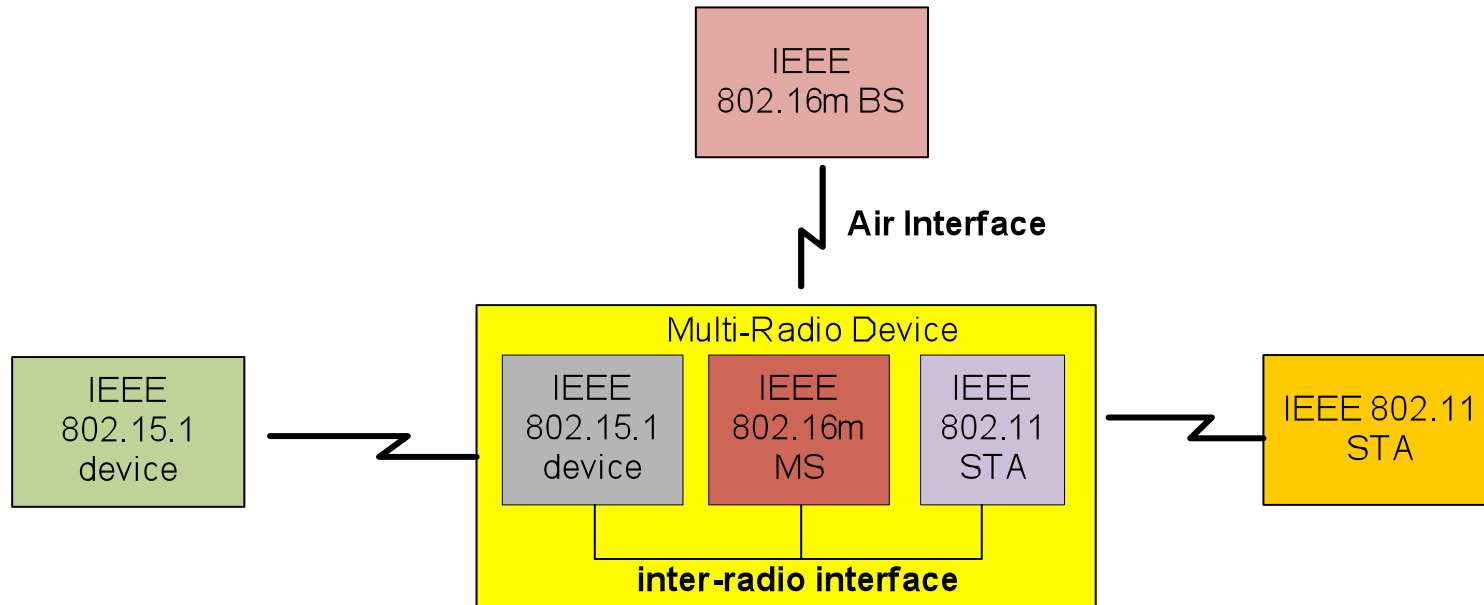 IEEE
802.16m BS
Air Interface
Multi-Radio Device
IEEE
802.15.1
device
IEEE
802.15.1
device
IEEE
802.16m
MS
IEEE
802.11
STA
IEEE 802.11
STA
inter-radio interface